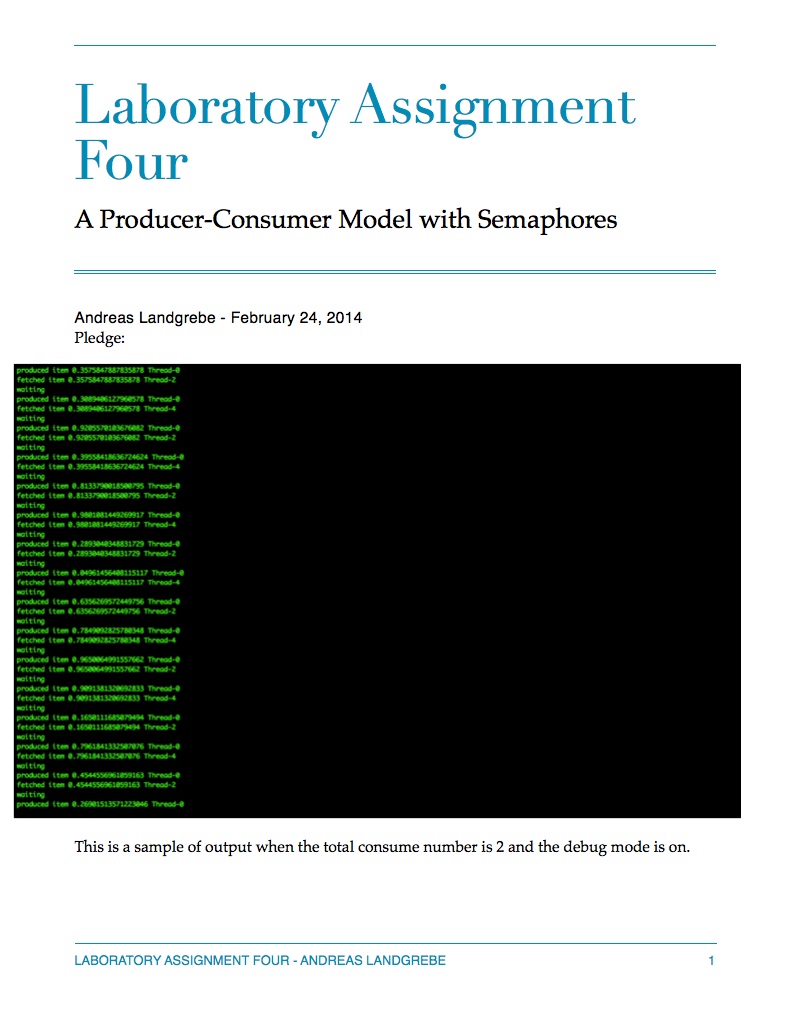 Laboratory Assignment
Four
A Producer-Consumer Model with Semaphores
Andreas Landgrebe - February 24, 2014
Pledge:
produced item 0.3575847887835878 Thread-0
fetched item 0.3575847887835878 Thread-2
waiting
produced item 0.3089406127960578 Thread-0
fetched item 0.3089406127960578 Thread-4
waiting
produced item 0.9205570103676082 Thread-0
fetched item 0.9205570103676082 Thread-2
waiting
produced item 0.39558418636724624 Thread-0
fetched item 0.39558418636724624 Thread-4
waiting
produced item 0.8133790018500795 Thread-0
fetched item 0.8133790018500795 Thread-2
waiting
produced item 0.9801081449269917 Thread-0
fetched item 0.9801081449269917 Thread-4
waiting
produced item 0.2893040348831729 Thread-0
fetched item 0.2893040348831729 Thread-2
waiting
produced item 0.04961456408115117 Thread-0
fetched item 0.04961456408115117 Thread-4
waiting
produced item 0.6356269572449756 Thread-0
fetched item 0.6356269572449756 Thread-2
waiting
produced item 0.7849092825780348 Thread-0
fetched item 0.7849092825780348 Thread-4
waiting
produced item 0.9650064991557662 Thread-0
fetched item 0.9650064991557662 Thread-2
waiting
produced item 0.9091381320692833 Thread-0
fetched item 0.9091381320692833 Thread-4
waiting
produced item 0.1650111685079494 Thread-0
fetched item 0.1650111685079494 Thread-2
waiting
produced item 0.7961841332507076 Thread-0
fetched item 0.7961841332507076 Thread-4
waiting
produced item 0.4544556961059163 Thread-0
fetched item 0.4544556961059163 Thread-2
waiting
produced item 0.26901513571223046 Thread-0
This is a sample of output when the total consume number is 2 and the debug mode is on.
LABORATORY ASSIGNMENT FOUR - ANDREAS LANDGREBE 1